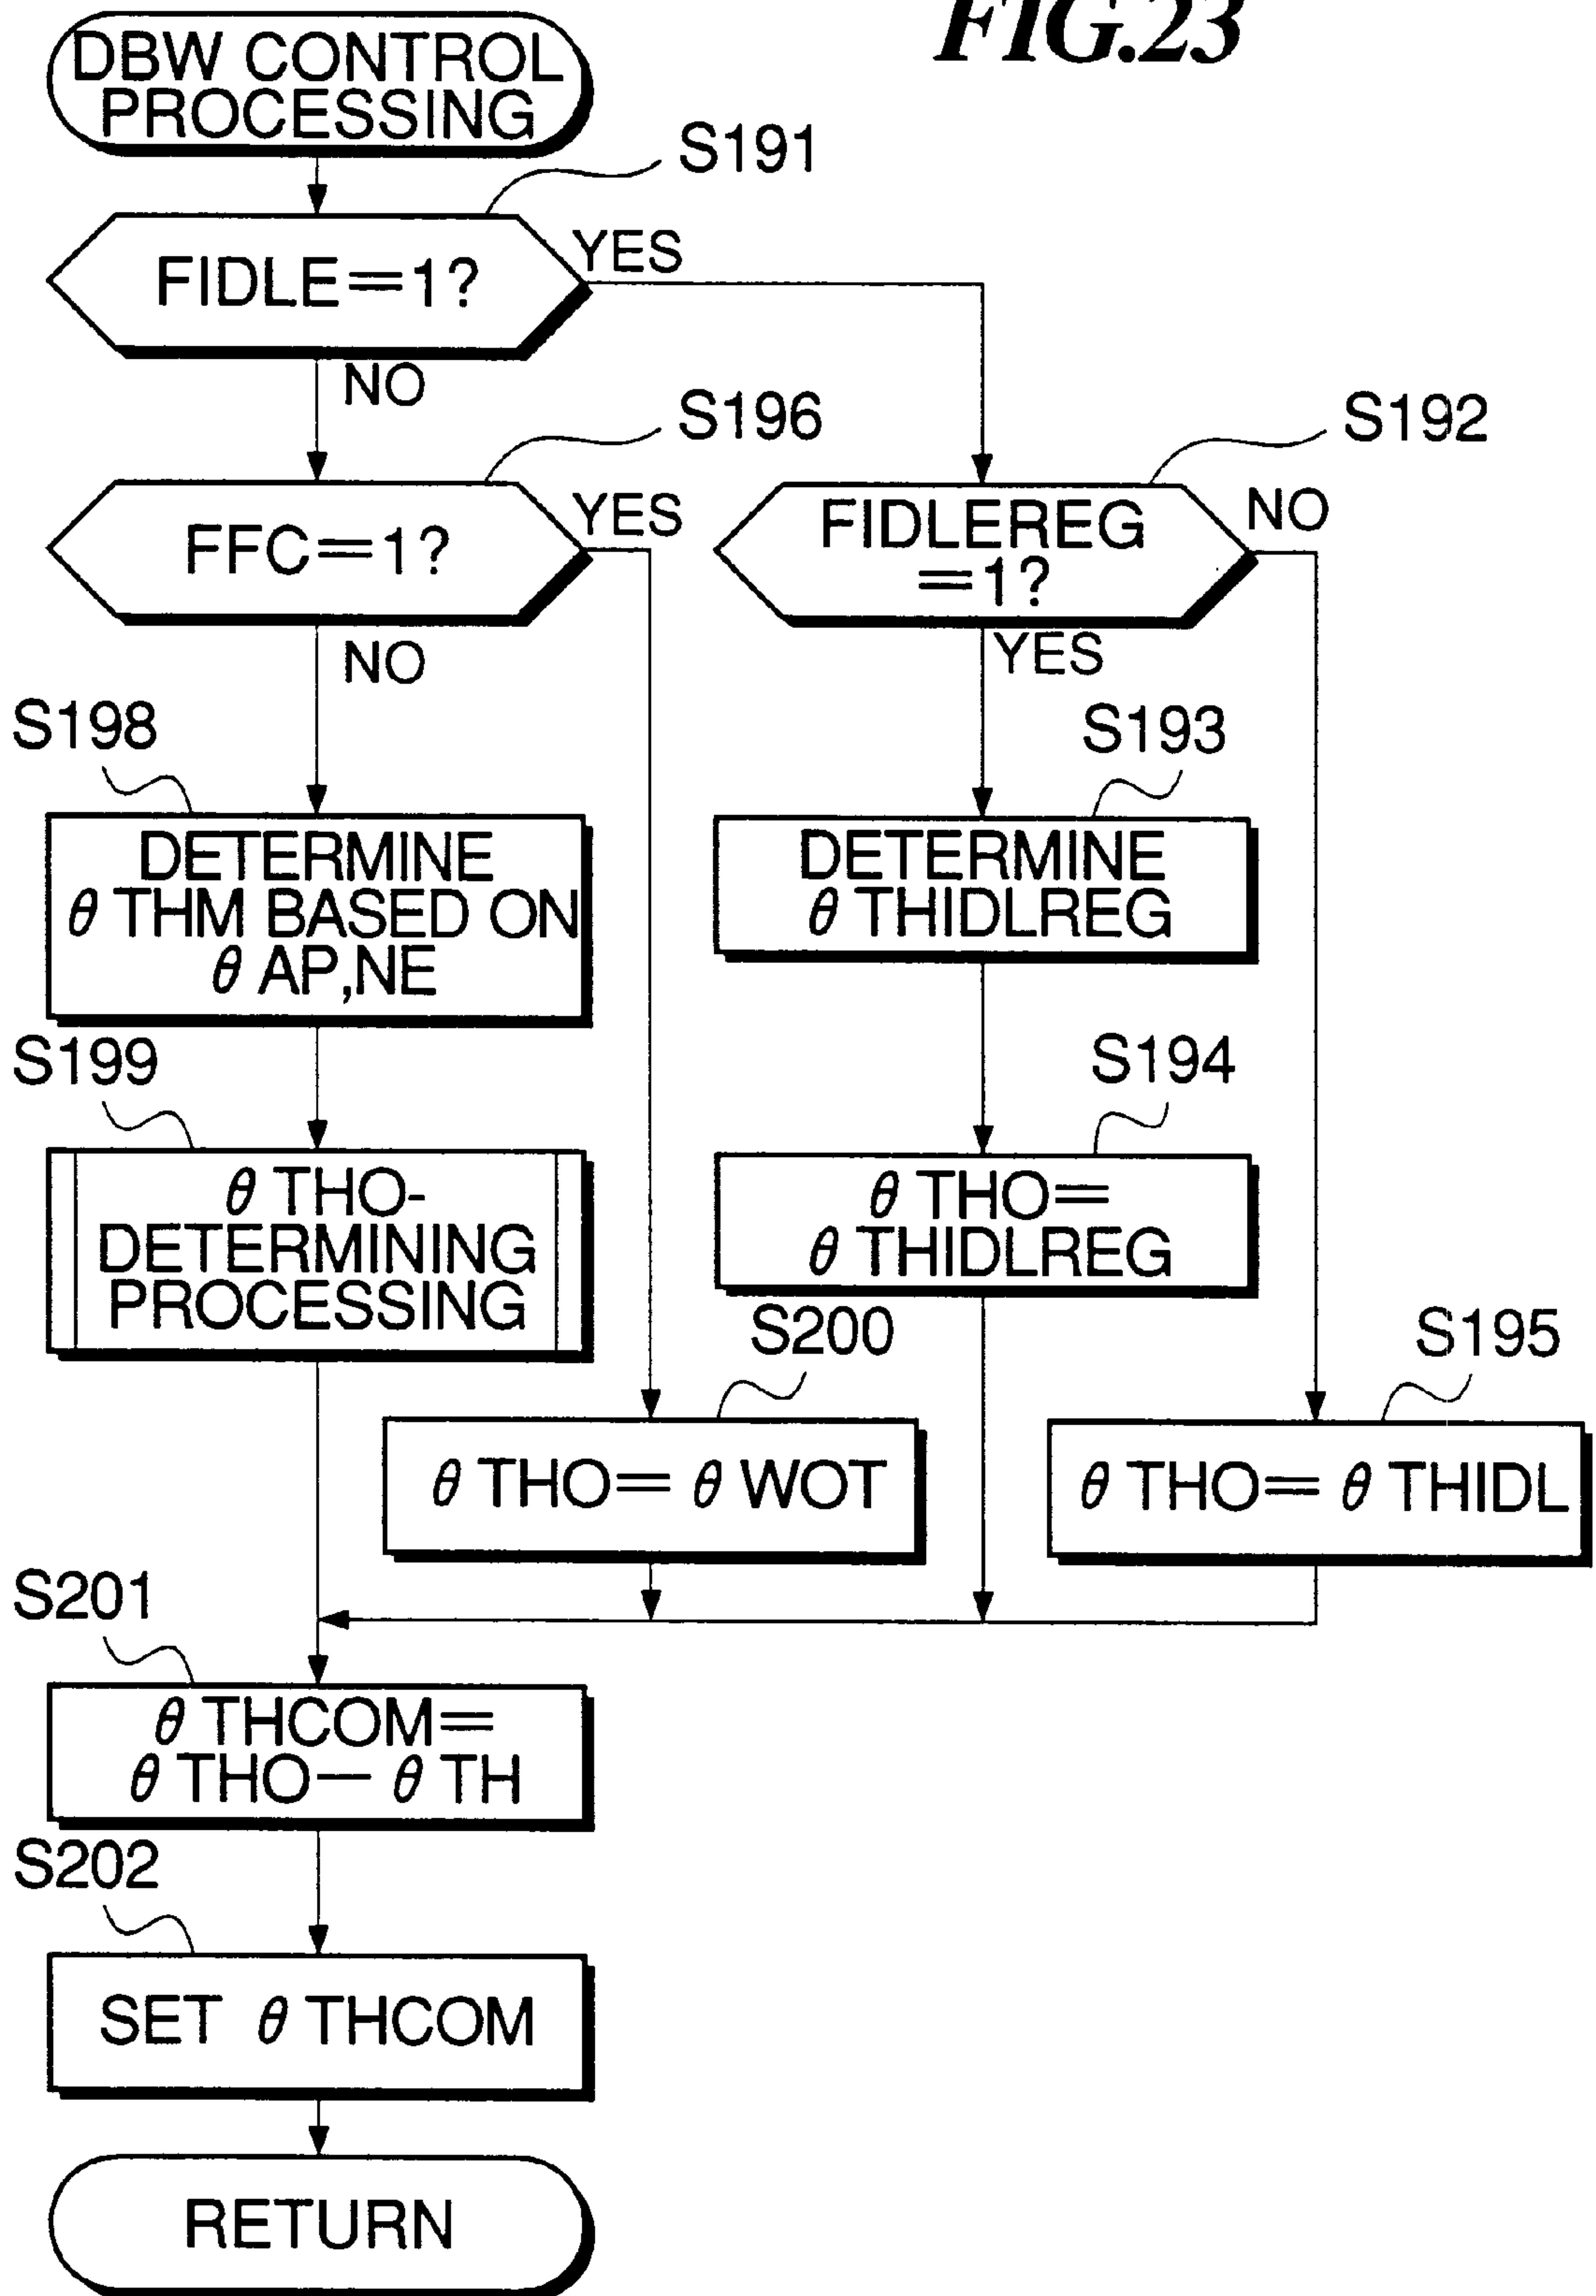 FIG.23
DBW CONTROL
PROCESSING
S191
FIDLE=1?
YES
NO
S196
FFC=1?
YES
NO
S192
FIDLEREG
=1?
NO
YES
S198
DETERMINE
θ THM BASED ON
θ AP,NE
S193
DETERMINE
θ THIDLREG
S199
θ THO-
DETERMINING
PROCESSING
S194
θ THO=
θ THIDLREG
S200
θ THO= θ WOT
S195
θ THO= θ THIDL
S201
θ THCOM=
θ THO- θ TH
S202
SET θ THCOM
RETURN